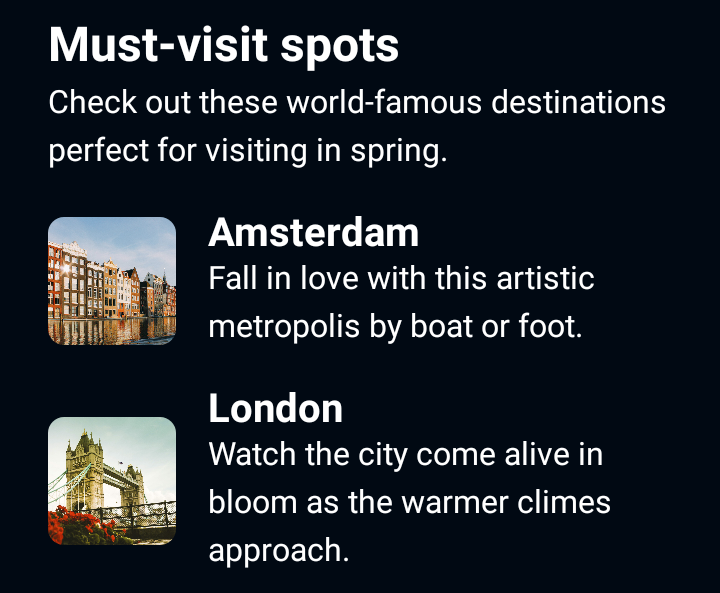 Must-visit spots
Check out these world-famous destinations
perfect for visiting in spring.
Amsterdam
Fall in love with this artistic
metropolis by boat or foot.
London
Watch the city come alive in
bloom as the warmer climes
approach.